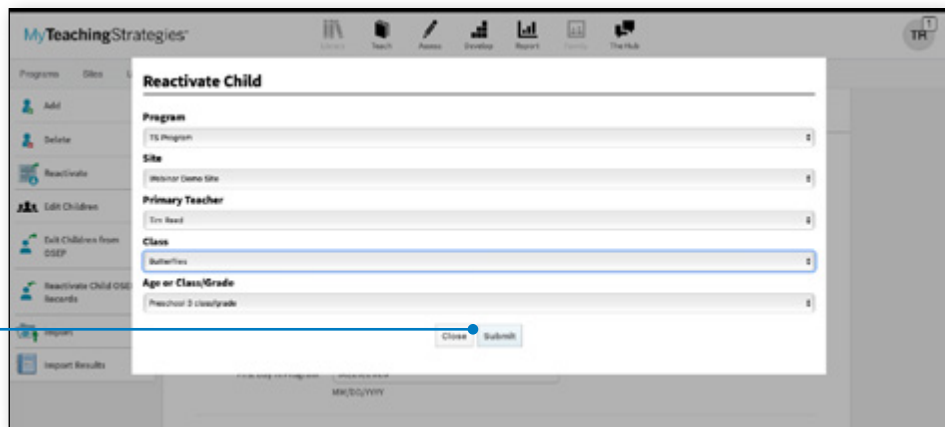 MyTeachingStrategies
Library Teach Assess Develop Report Family The Hub
TR 1
Programs Sites
Add
Delete
Reactivate
Edit Children
Exit Children from OSEP
Reactivate Child OSEP Records
Import
Import Results
Reactivate Child
Program
TS Program
Site
Webinar Demo Site
Primary Teacher
Tim Reed
Class
Butterflies
Age or Class/Grade
Preschool 3 class/grade
Close Submit
First Day in Program
MM/DD/YYYY